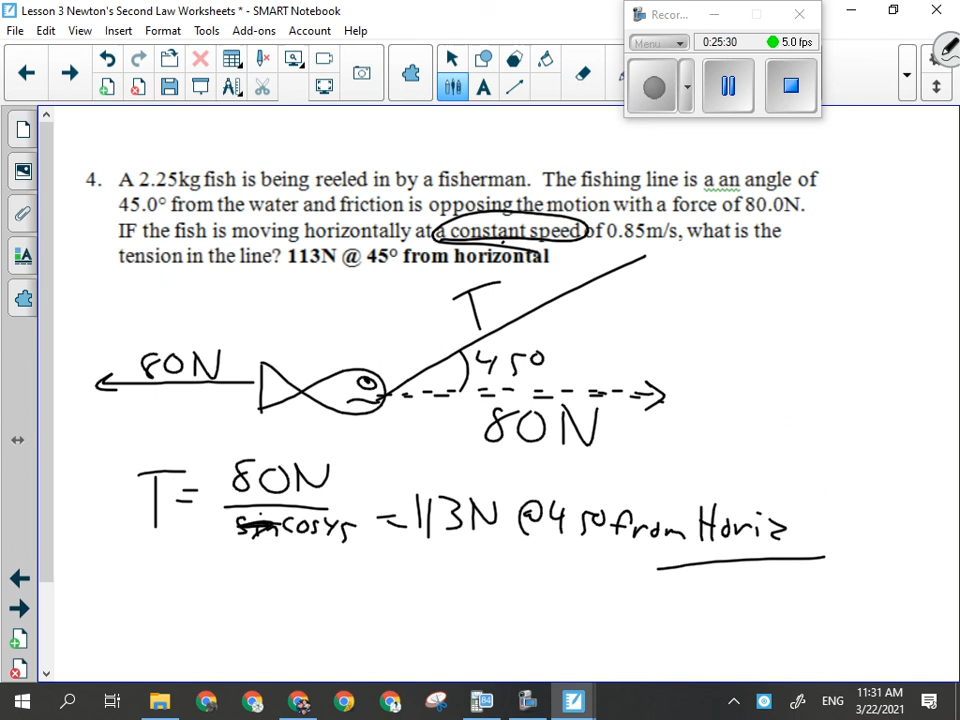 Lesson 3 Newton's Second Law Worksheets * - SMART Notebook
Recor...
File Edit View Insert Format Tools Add-ons Account Help
Menu 0:25:30 5.0 fps
A A
4. A 2.25kg fish is being reeled in by a fisherman. The fishing line is a an angle of
45.0° from the water and friction is opposing the motion with a force of 80.0N.
IF the fish is moving horizontally at a constant speed of 0.85m/s, what is the
tension in the line? 113N @ 45° from horizontal
T
80N
45°
80N
T = 80N
sin cos45 = 113N @ 45° from Horiz
ENG
11:31 AM
3/22/2021